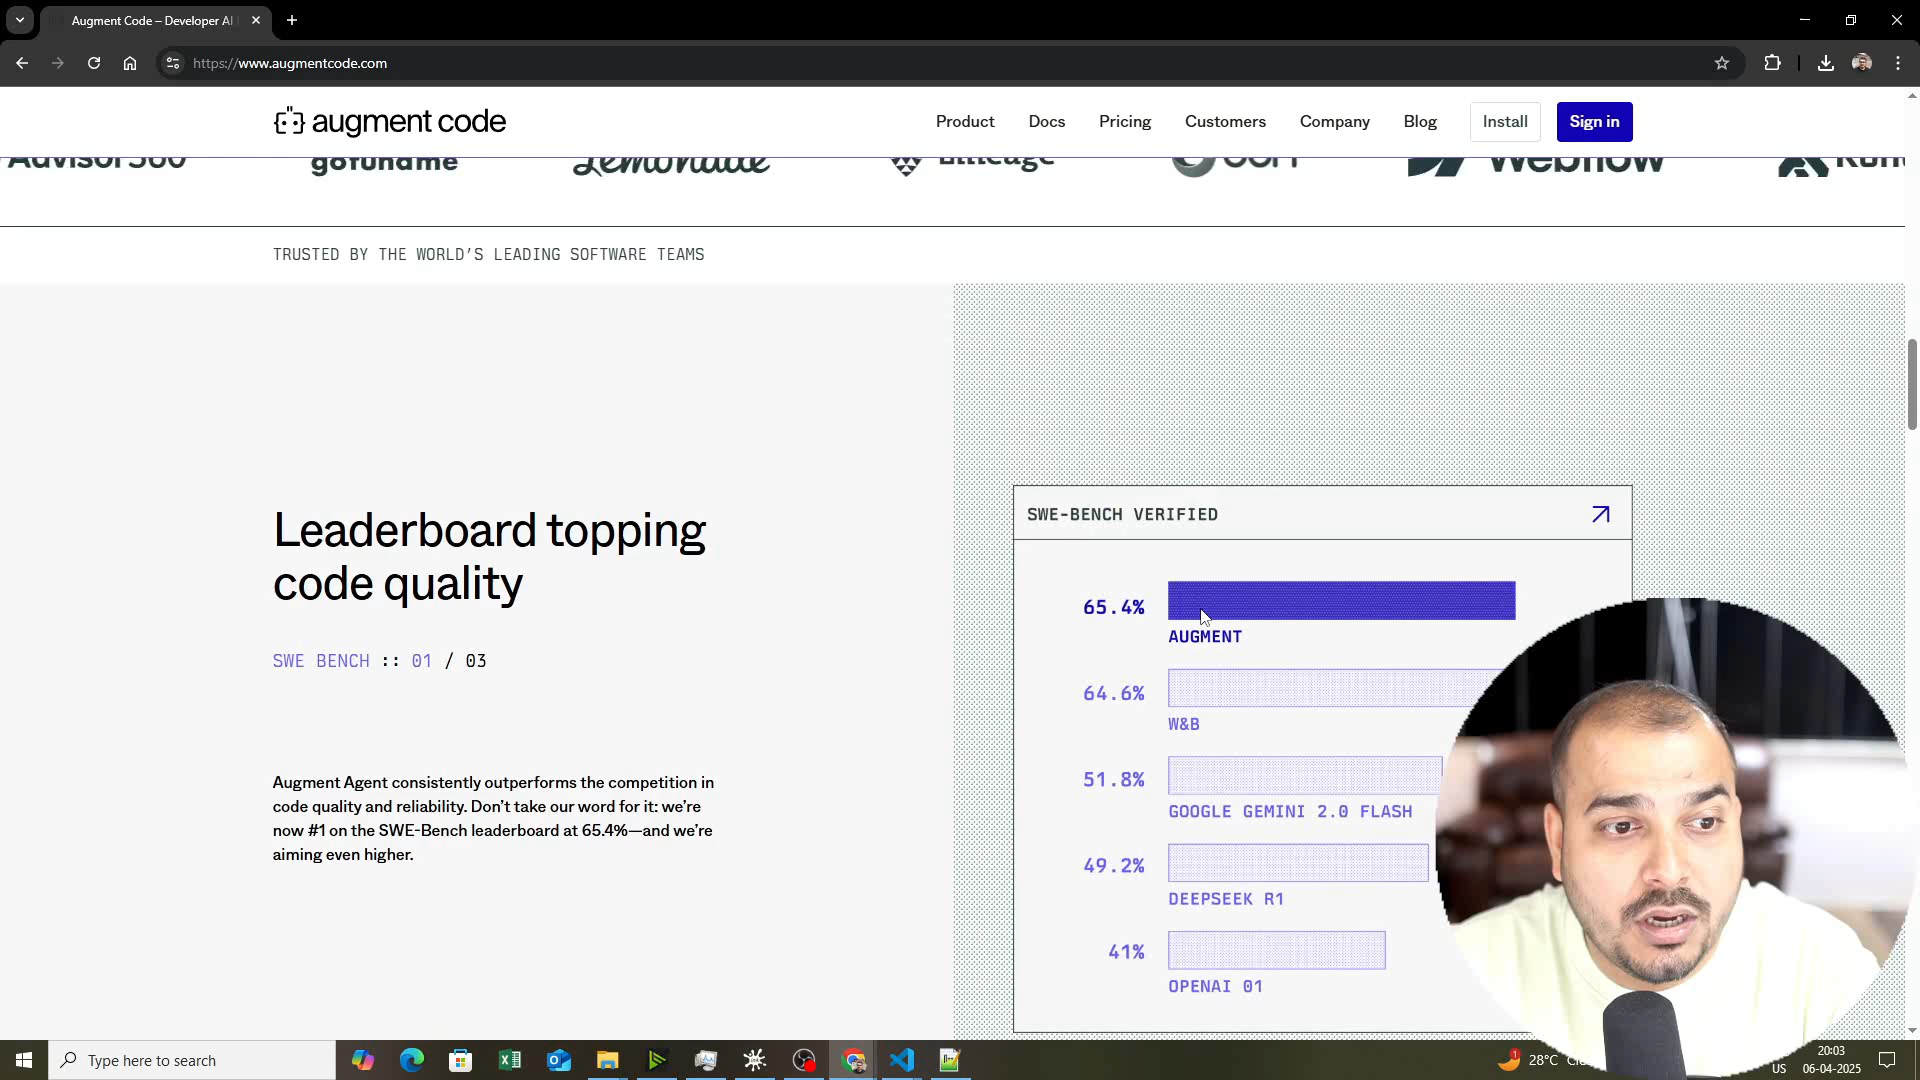 Augment Code – Developer AI
https://www.augmentcode.com
augment code
Product
Docs
Pricing
Customers
Company
Blog
Install
Sign in
Advisor360
gofundme
Lemonade
Webflow
TRUSTED BY THE WORLD'S LEADING SOFTWARE TEAMS
Leaderboard topping
code quality
SWE BENCH :: 01 / 03
Augment Agent consistently outperforms the competition in
code quality and reliability. Don't take our word for it: we're
now #1 on the SWE-Bench leaderboard at 65.4%—and we're
aiming even higher.
SWE-BENCH VERIFIED
65.4%
AUGMENT
64.6%
W&B
51.8%
GOOGLE GEMINI 2.0 FLASH
49.2%
DEEPSEEK R1
41%
OPENAI O1
Type here to search
1
28°C
US
20:03
06-04-2025